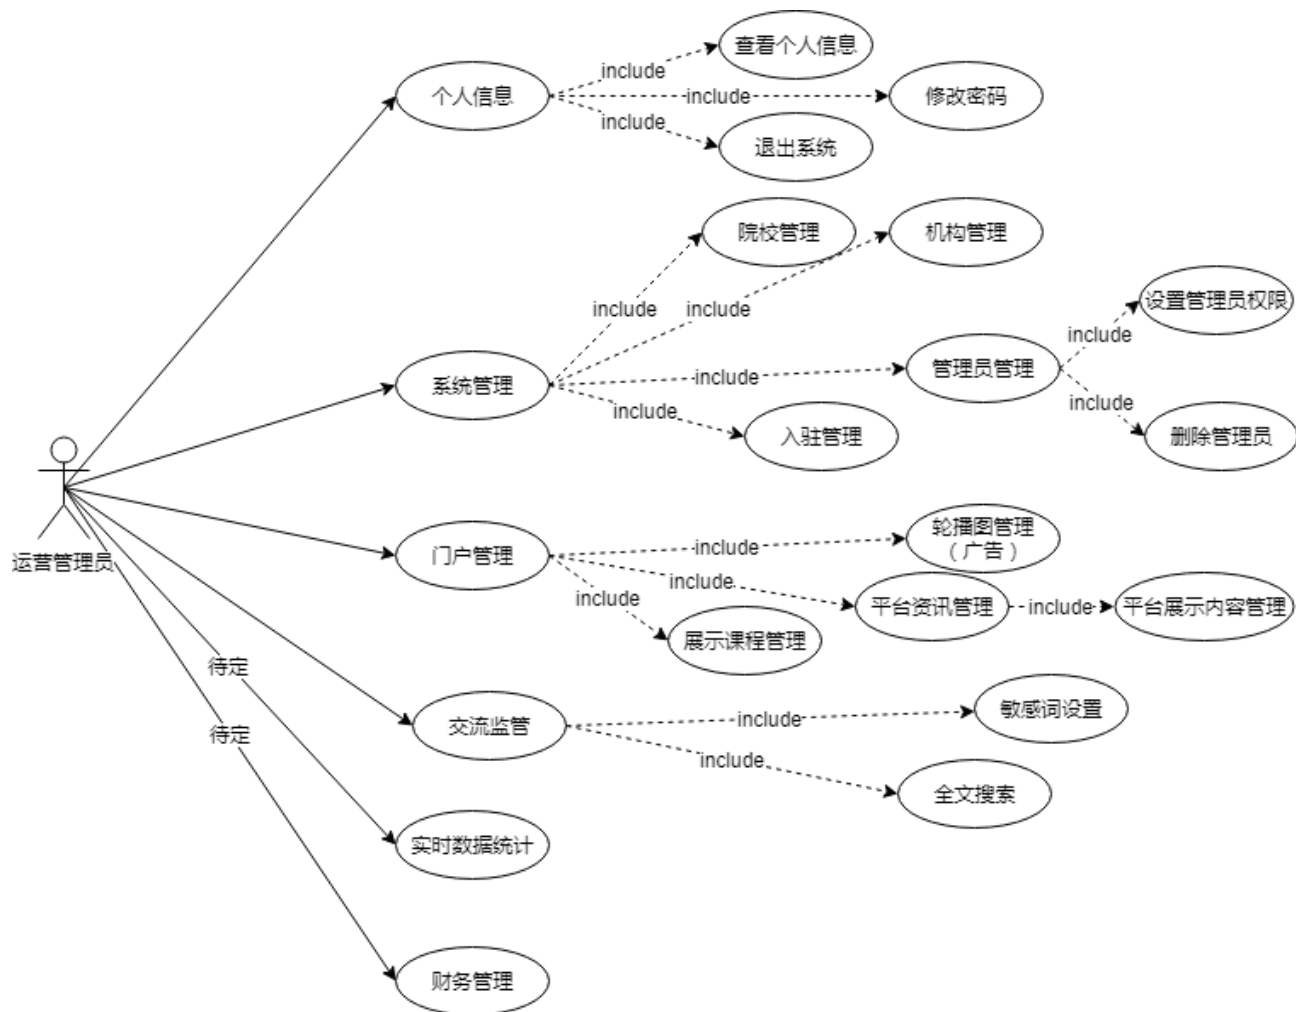 查看个人信息
include
个人信息
include
修改密码
include
退出系统
院校管理
机构管理
include
include
设置管理员权限
include
管理员管理
系统管理
include
include
include
入驻管理
删除管理员
运营管理员
轮播图管理
（广告）
include
门户管理
include
include
平台资讯管理
include
平台展示内容管理
展示课程管理
待定
敏感词设置
include
交流监管
待定
include
全文搜索
实时数据统计
财务管理